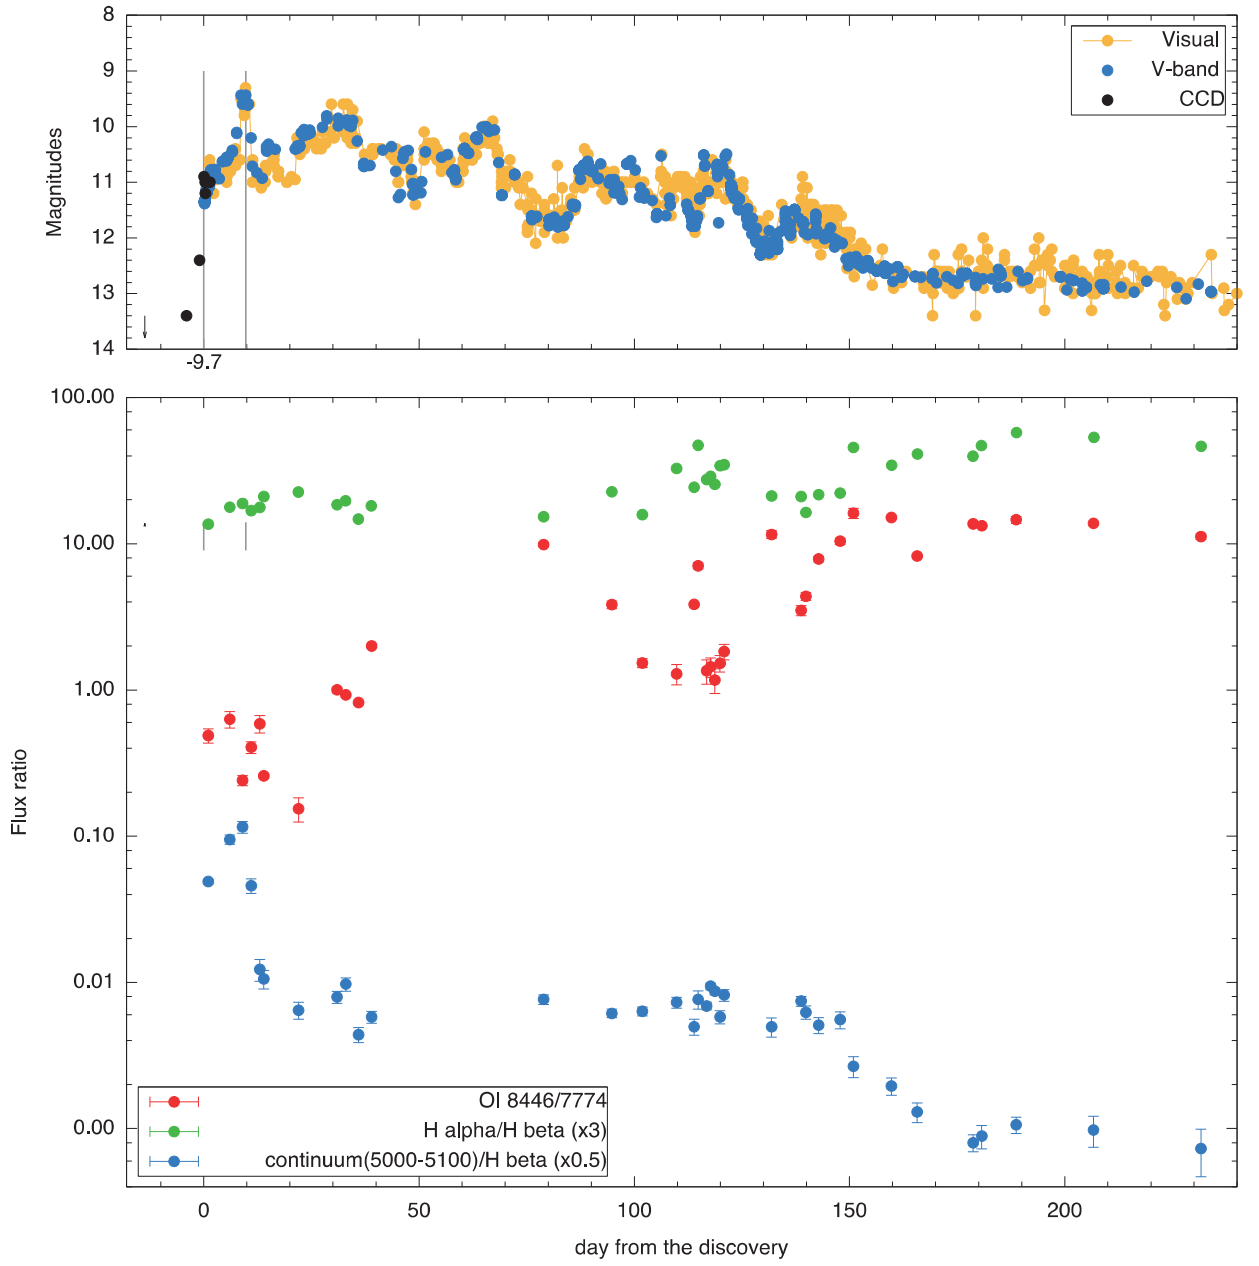 8
9
10
11
12
13
14
Magnitudes
Visual
V-band
CCD
-9.7
100.00
10.00
1.00
0.10
0.01
0.00
Flux ratio
OI 8446/7774
H alpha/H beta (x3)
continuum(5000-5100)/H beta (x0.5)
0
50
100
150
200
day from the discovery